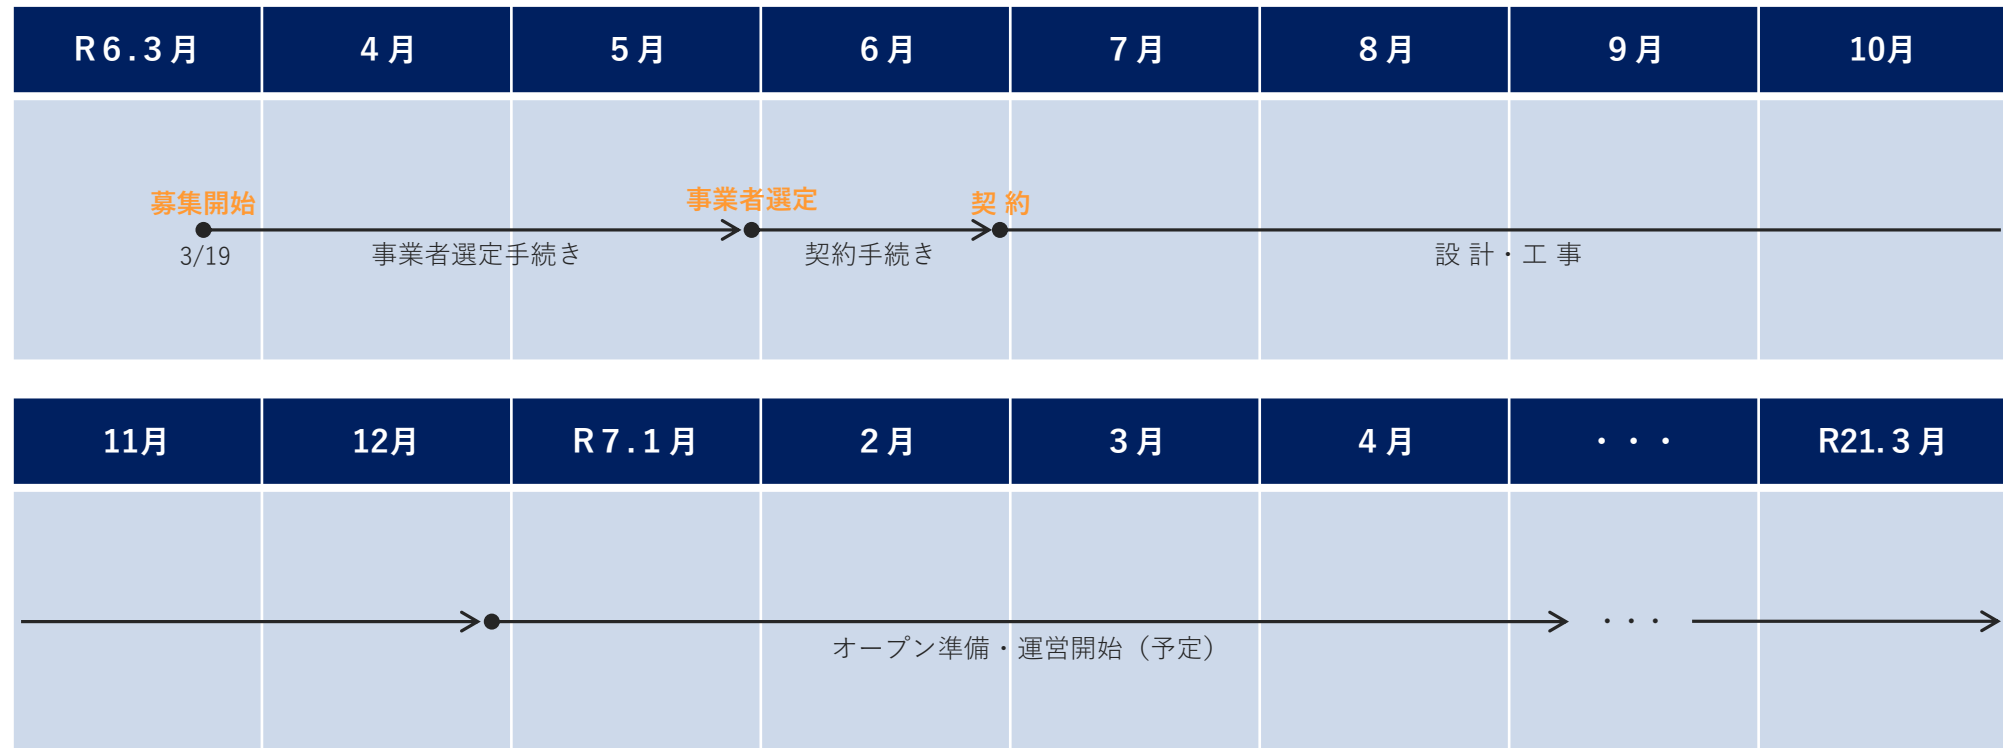 R6.3月 4月 5月 6月 7月 8月 9月 10月
募集開始 事業者選定 契約
3/19 事業者選定手続き 契約手続き 設計・工事
11月 12月 R7.1月 2月 3月 4月 ・・・ R21.3月
・・・
オープン準備・運営開始（予定）